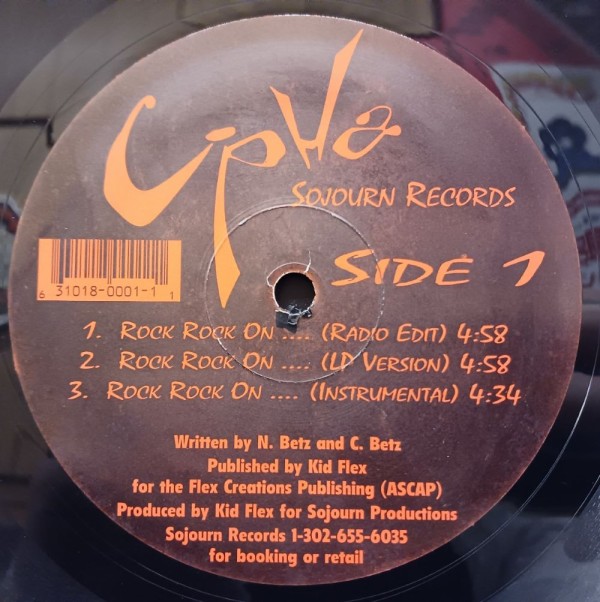 Cipha
Sojourn Records
Side 1
6 31018-0001-1 1
1. Rock Rock On .... (Radio Edit) 4:58
2. Rock Rock On .... (LP Version) 4:58
3. Rock Rock On .... (Instrumental) 4:34
Written by N. Betz and C. Betz
Published by Kid Flex
for the Flex Creations Publishing (ASCAP)
Produced by Kid Flex for Sojourn Productions
Sojourn Records 1-302-655-6035
for booking or retail